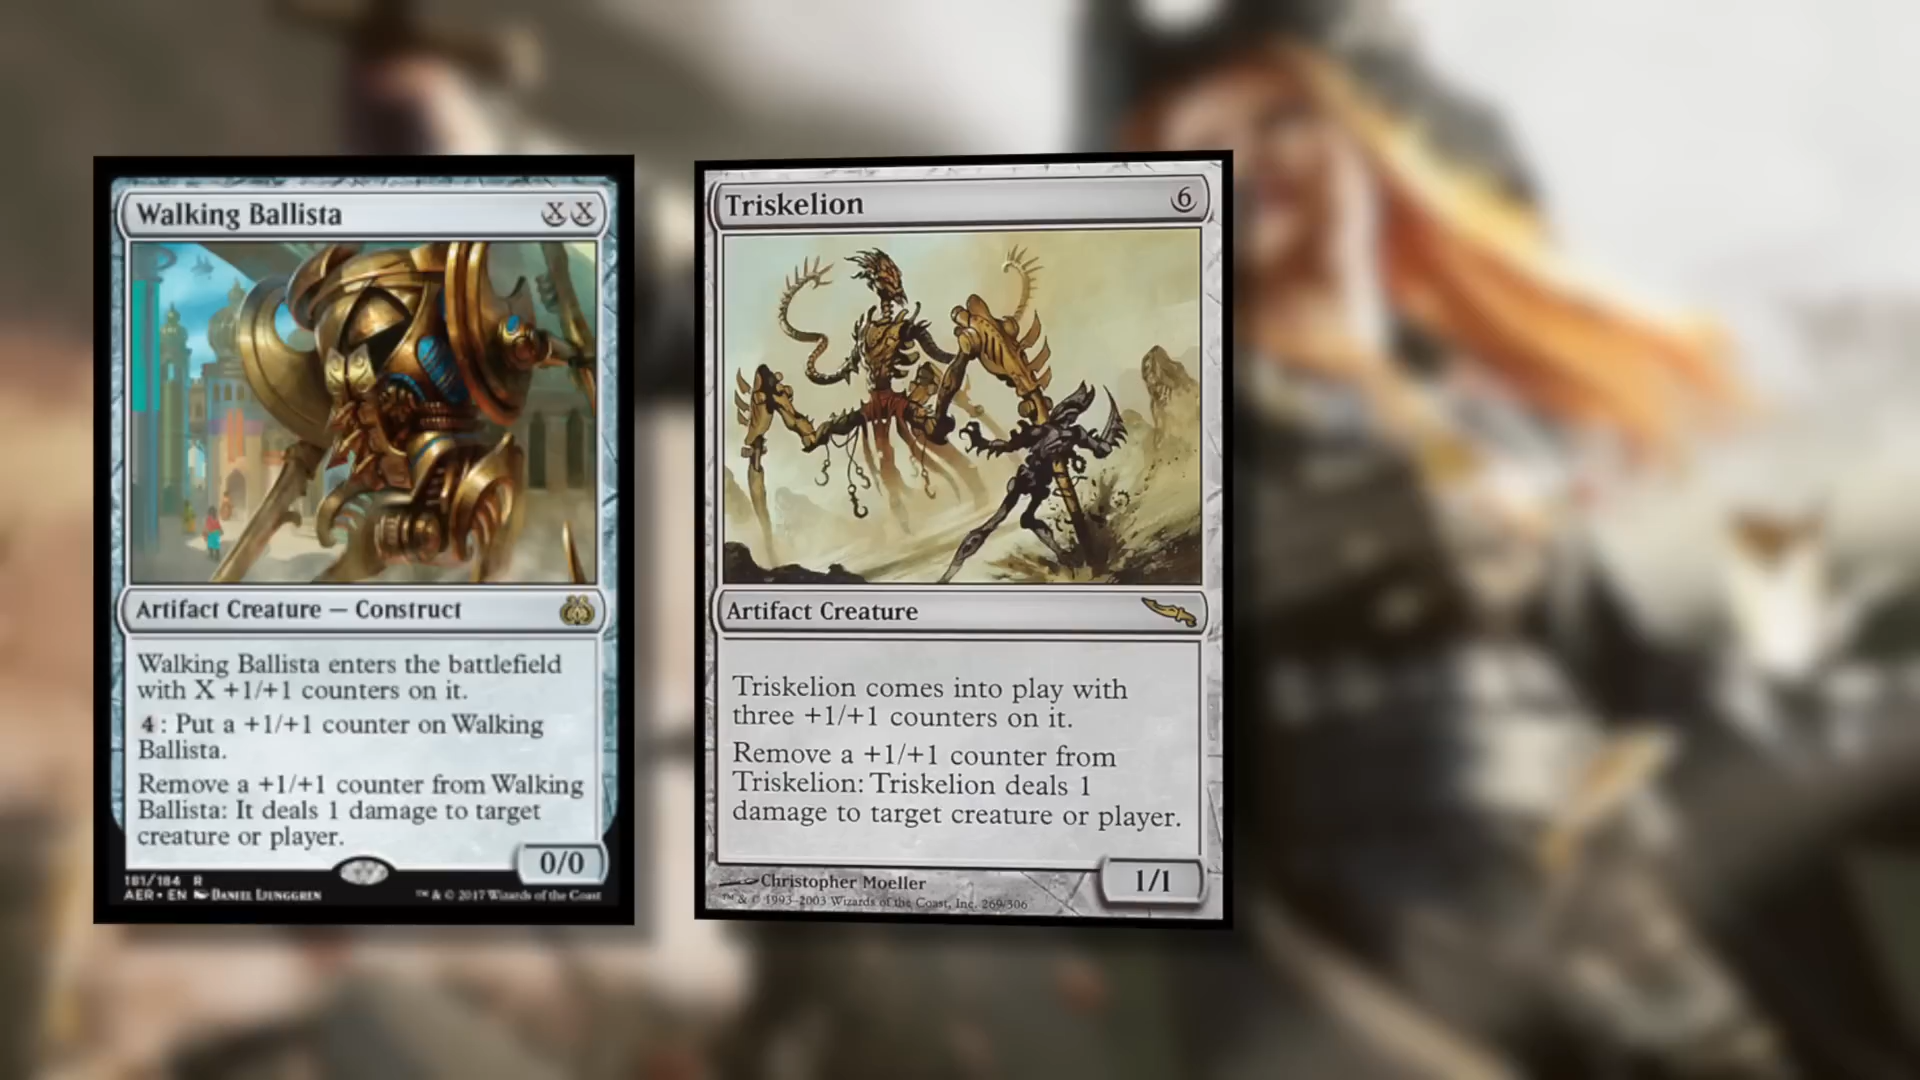 Walking Ballista XX
Artifact Creature — Construct
Walking Ballista enters the battlefield
with X +1/+1 counters on it.
4: Put a +1/+1 counter on Walking
Ballista.
Remove a +1/+1 counter from Walking
Ballista: It deals 1 damage to target
creature or player.
0/0
181/184 R
AER • EN Daniel Ljunggren ™ & © 2017 Wizards of the Coast
Triskelion 6
Artifact Creature
Triskelion comes into play with
three +1/+1 counters on it.
Remove a +1/+1 counter from
Triskelion: Triskelion deals 1
damage to target creature or player.
1/1
Christopher Moeller
™ & © 1993–2003 Wizards of the Coast, Inc. 269/306